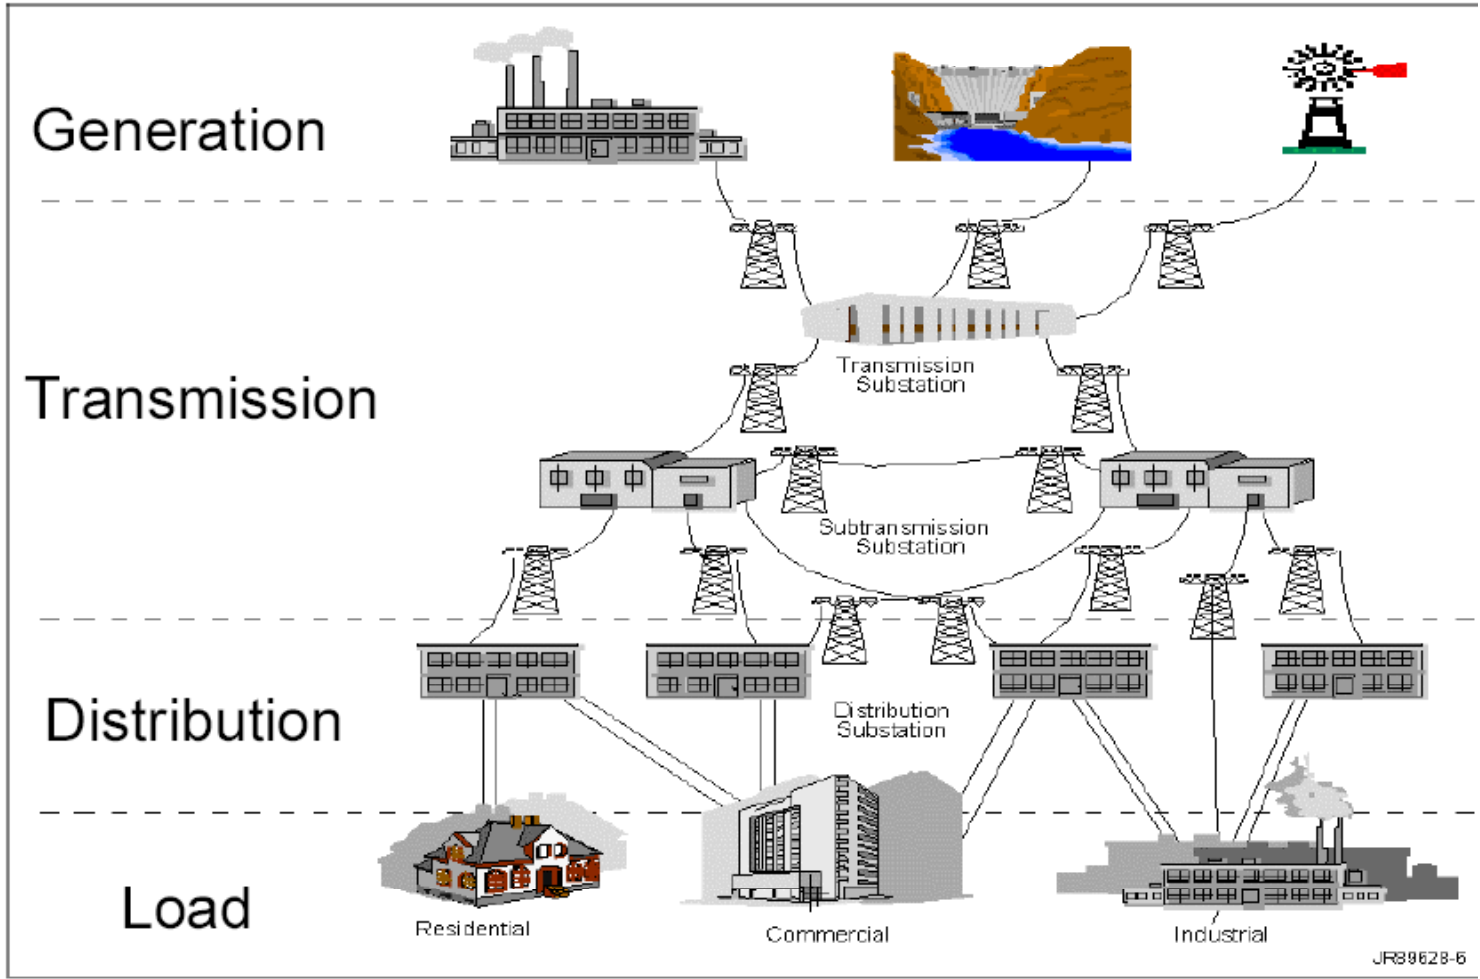 Generation
Transmission
Transmission
Substation
Subtransmission
Substation
Distribution
Distribution
Substation
Load
Residential
Commercial
Industrial
JR89628-6